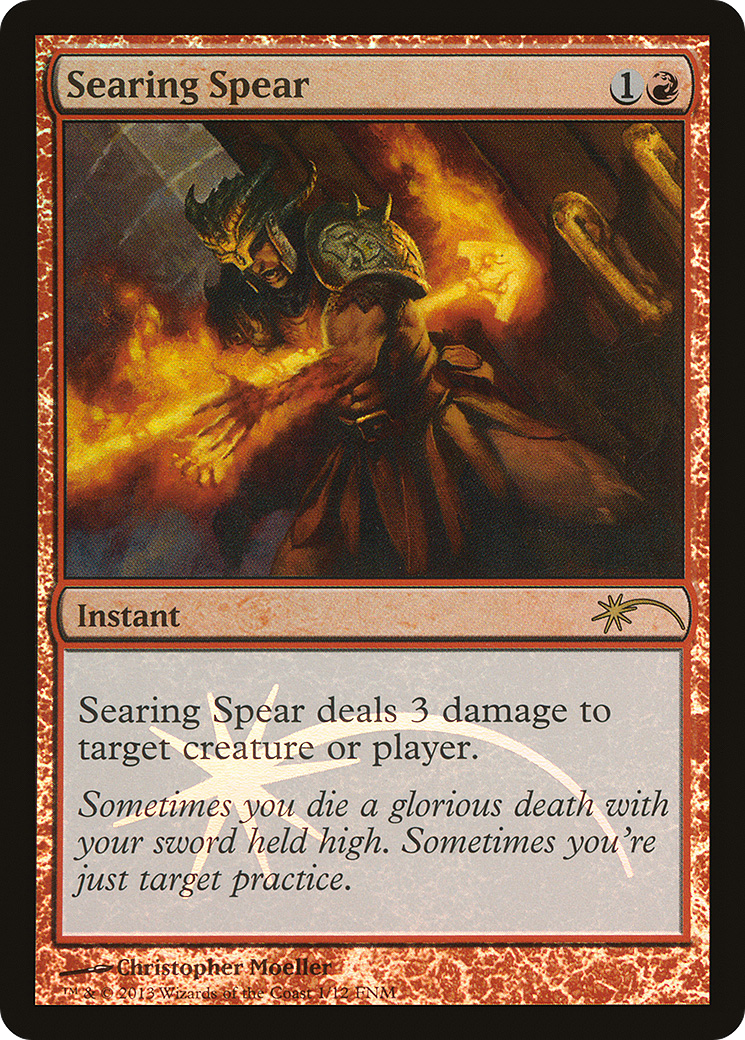 Searing Spear 1
Instant
Searing Spear deals 3 damage to
target creature or player.
Sometimes you die a glorious death with
your sword held high. Sometimes you're
just target practice.
Christopher Moeller
™ & © 2013 Wizards of the Coast 1/12 FNM